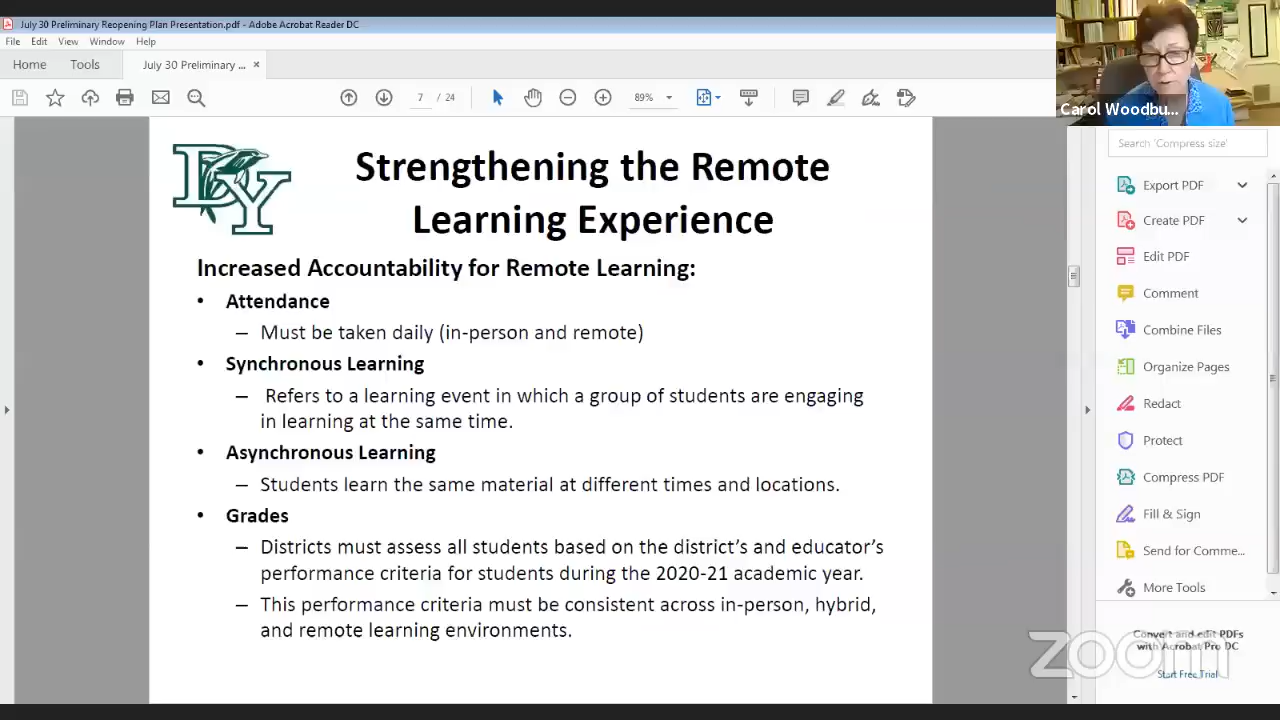 July 30 Preliminary Reopening Plan Presentation.pdf - Adobe Acrobat Reader DC
File Edit View Window Help
Home Tools July 30 Preliminary ... ×
7 / 24 89%
Carol Woodbu...
DY
Strengthening the Remote
Learning Experience
Increased Accountability for Remote Learning:
• Attendance
– Must be taken daily (in-person and remote)
• Synchronous Learning
– Refers to a learning event in which a group of students are engaging
in learning at the same time.
• Asynchronous Learning
– Students learn the same material at different times and locations.
• Grades
– Districts must assess all students based on the district's and educator's
performance criteria for students during the 2020-21 academic year.
– This performance criteria must be consistent across in-person, hybrid,
and remote learning environments.
Search 'Compress size'
Export PDF
Create PDF
Edit PDF
Comment
Combine Files
Organize Pages
Redact
Protect
Compress PDF
Fill & Sign
Send for Comme...
More Tools
Convert and edit PDFs
with Acrobat Pro DC
Start Free Trial
zoom